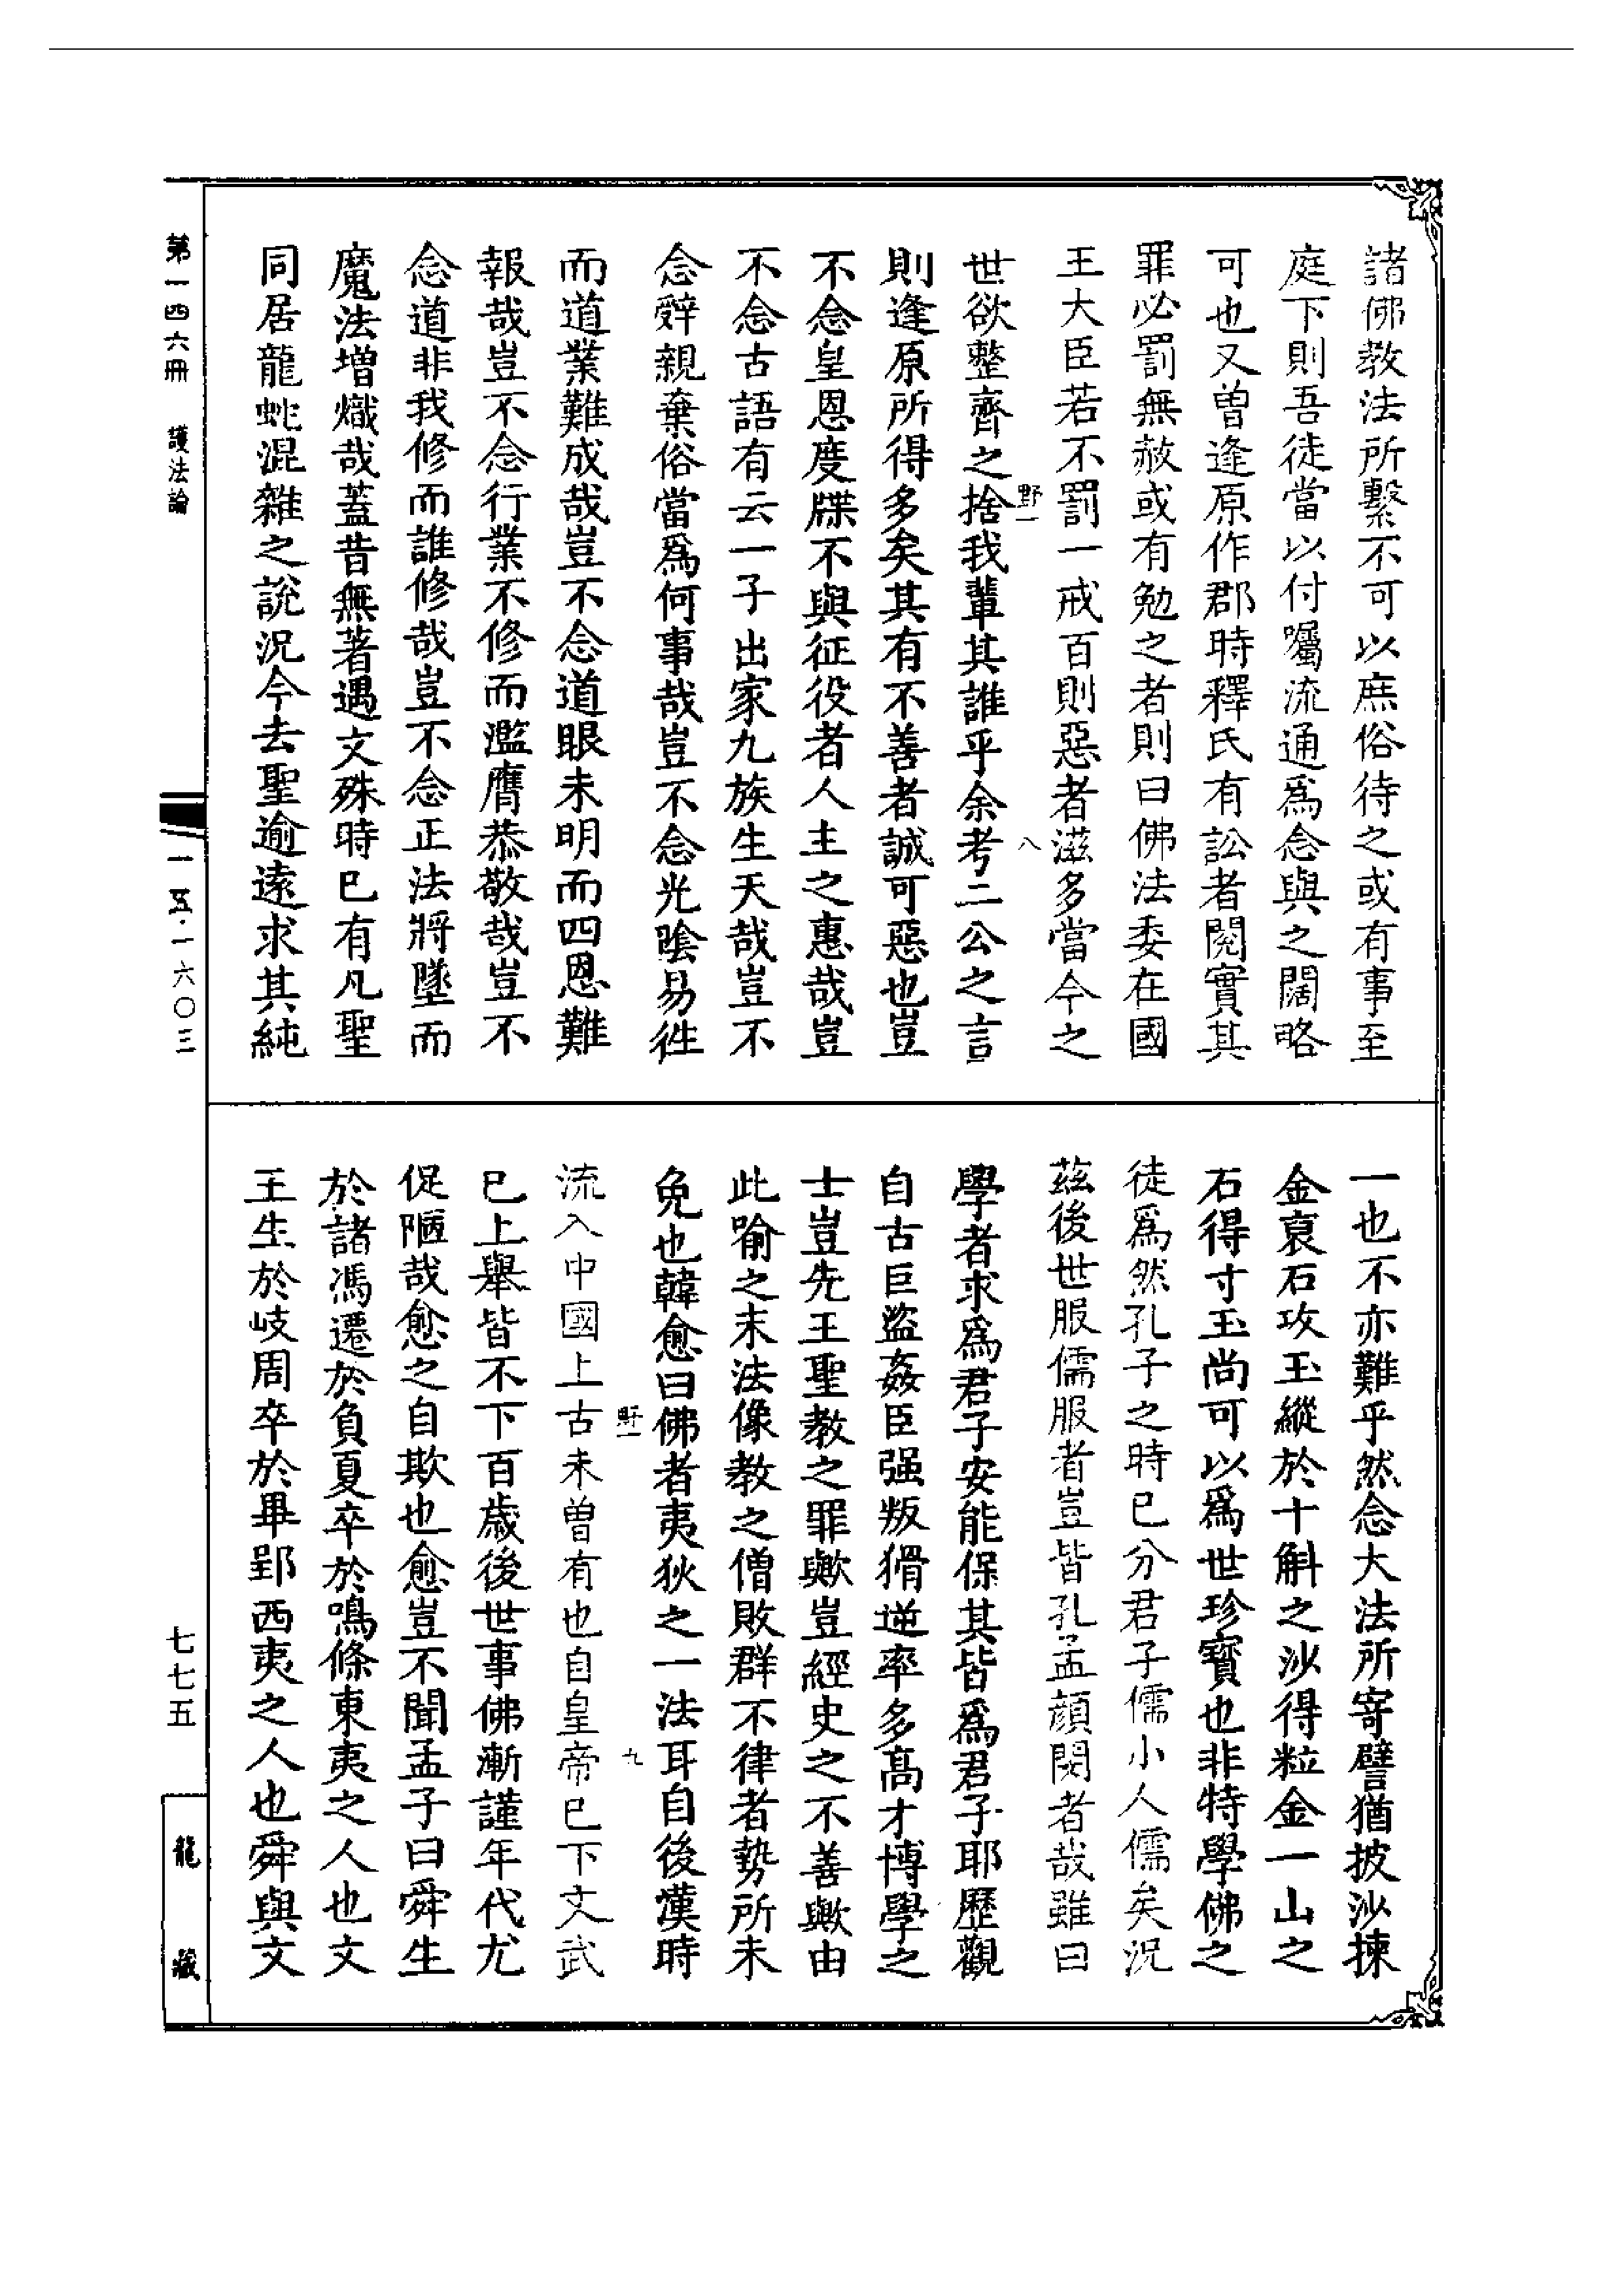 諸佛教法所繫不可以庶俗待之或有事至
庭下則吾徒當以付囑流通爲念與之闊略
可也又曾逢原作郡時釋氏有訟者閱實其
罪必罰無赦或有勉之者則曰佛法委在國
王大臣若不罰一戒百則惡者滋多當今之
野一
八
世欲整齊之捨我輩其誰乎余考二公之言
則逢原所得多矣其有不善者誠可惡也豈
不念皇恩度牒不與征役者人主之惠哉豈
不念古語有云一子出家九族生天哉豈不
念辤親棄俗當爲何事哉豈不念光陰易徃
而道業難成哉豈不念道眼未明而四恩難
報哉豈不念行業不修而濫膺恭敬哉豈不
念道非我修而誰修哉豈不念正法將墜而
魔法增熾哉蓋昔無著遇文殊時已有凡聖
同居龍蛇混雜之說況今去聖逾遠求其純
一也不亦難乎然念大法所寄譬猶披沙揀
金裒石攻玉縱於十斛之沙得粒金一山之
石得寸玉尚可以爲世珍寶也非特學佛之
徒爲然孔子之時已分君子儒小人儒矣況
茲後世服儒服者豈皆孔孟顏閔者哉雖曰
學者求爲君子安能保其皆爲君子耶歷觀
自古巨盜姦臣强叛猾逆率多高才博學之
士豈先王聖教之罪歟豈經史之不善歟由
此喻之末法像教之僧敗群不律者勢所未
免也韓愈曰佛者夷狄之一法耳自後漢時
野一
九
流入中國上古未曾有也自皇帝已下文武
已上舉皆不下百歲後世事佛漸謹年代尤
促陋哉愈之自欺也愈豈不聞孟子曰舜生
於諸馮遷於負夏卒於鳴條東夷之人也文
王生於岐周卒於畢郢西夷之人也舜與文
第一四六冊 護法論
一五·一六〇三
七七五
龍藏